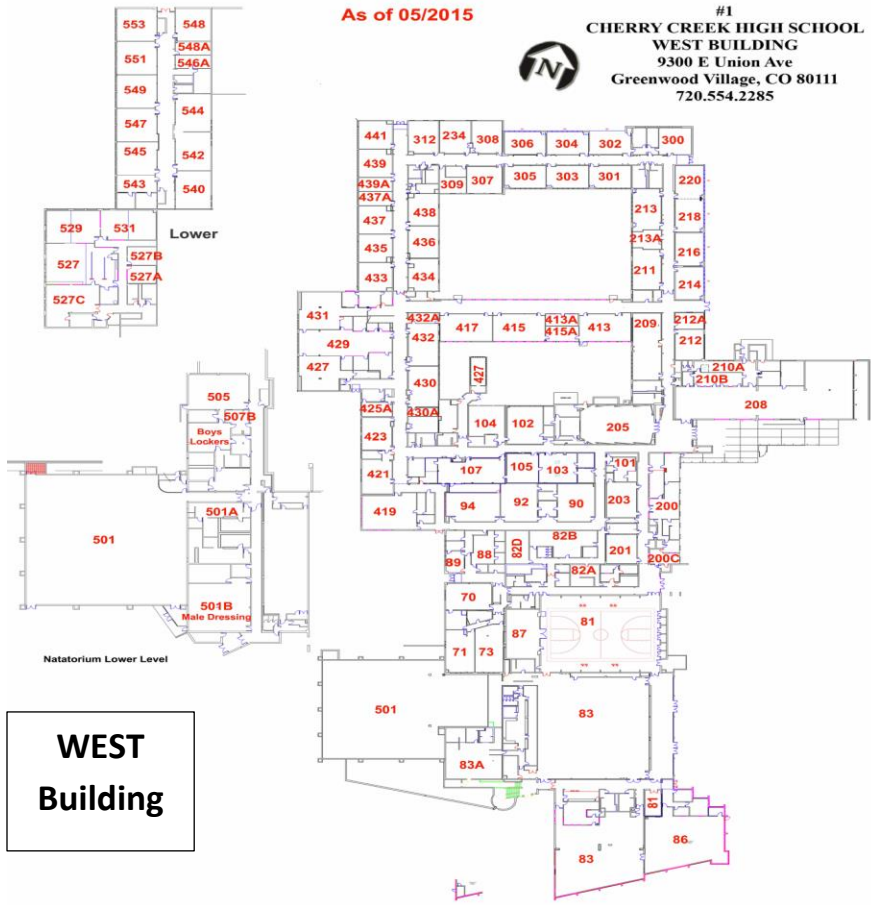 As of 05/2015
#1
CHERRY CREEK HIGH SCHOOL
WEST BUILDING
9300 E Union Ave
Greenwood Village, CO 80111
720.554.2285
N
553
548
548A
546A
551
549
544
547
545
542
543
540
529
531
Lower
527B
527
527A
527C
441
312
234
308
306
304
302
300
439
439A
309
307
305
303
301
220
437A
437
438
213
218
435
436
213A
216
433
434
211
214
431
432A
417
415
413A
415A
413
209
212A
432
212
429
427
430
427
210A
210B
208
425A
430A
104
102
205
423
421
107
105
103
101
419
94
92
90
203
200
89
88
82D
82B
201
200C
82A
70
81
87
71
73
505
507B
Boys
Lockers
501A
501
501B
Male Dressing
Natatorium Lower Level
501
83
83A
81
83
86
WEST
Building